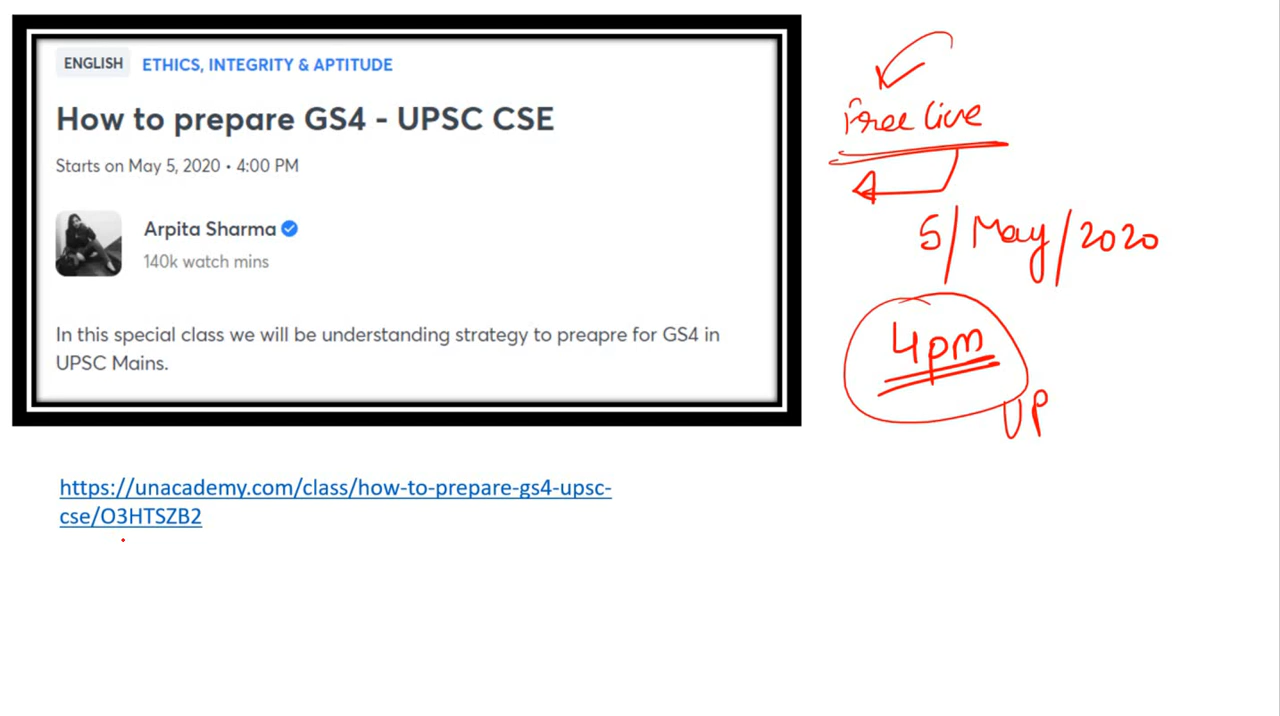 ENGLISH ETHICS, INTEGRITY & APTITUDE
How to prepare GS4 - UPSC CSE
Starts on May 5, 2020 • 4:00 PM
Arpita Sharma
140k watch mins
In this special class we will be understanding strategy to preapre for GS4 in
UPSC Mains.
https://unacademy.com/class/how-to-prepare-gs4-upsc-
cse/O3HTSZB2
Free live
5/May/2020
4pm
UP